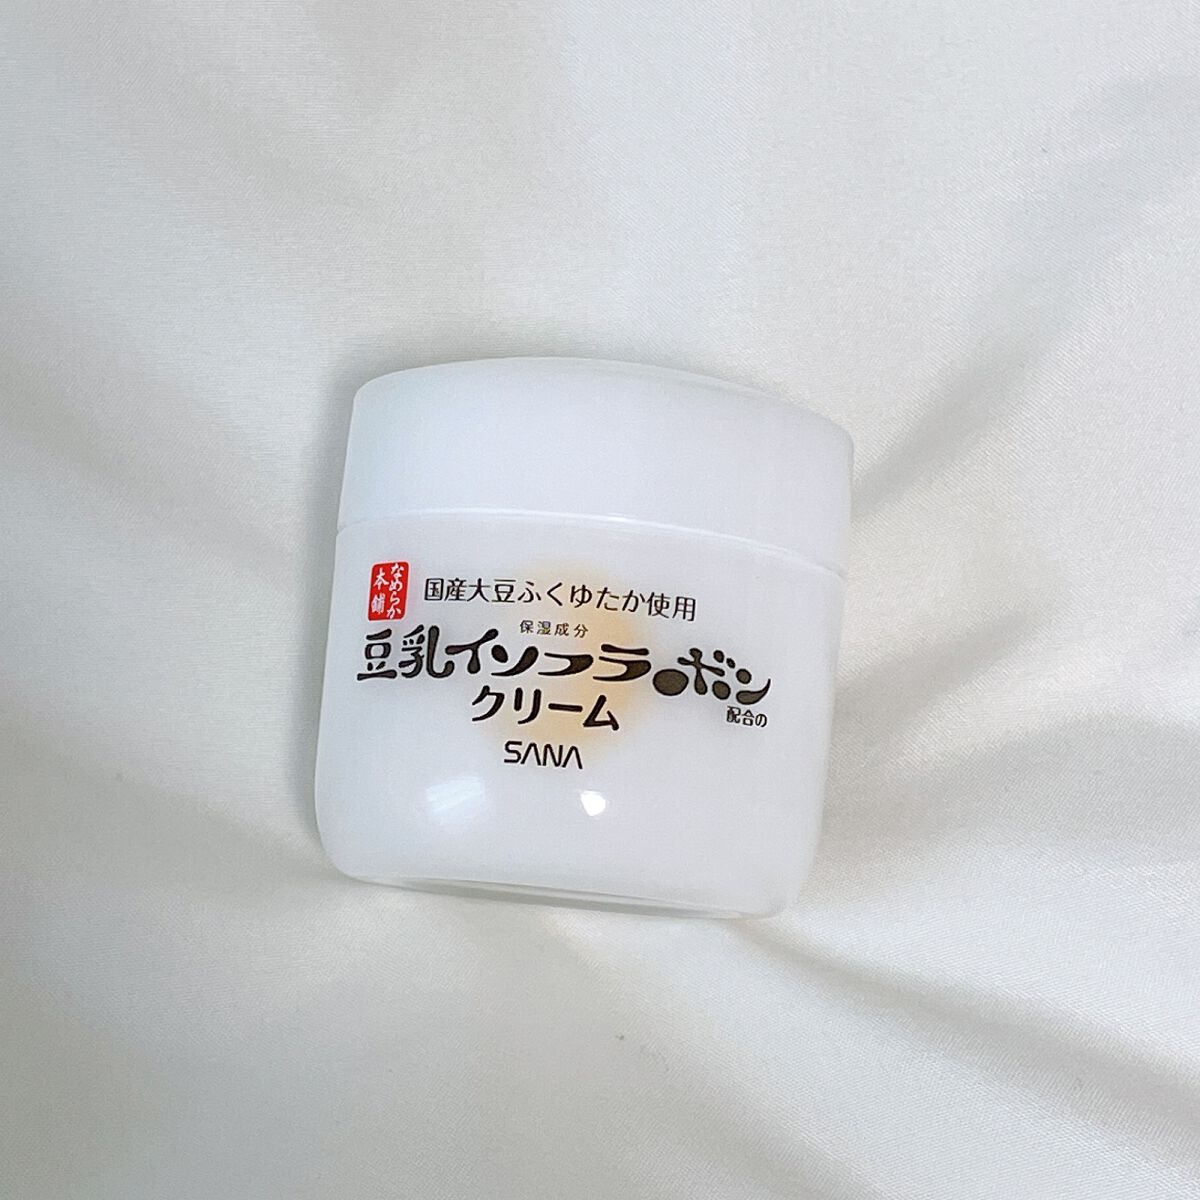 なめらか
本舗
国産大豆ふくゆたか使用
保湿成分
豆乳イソフラボン
配合の
クリーム
SANA